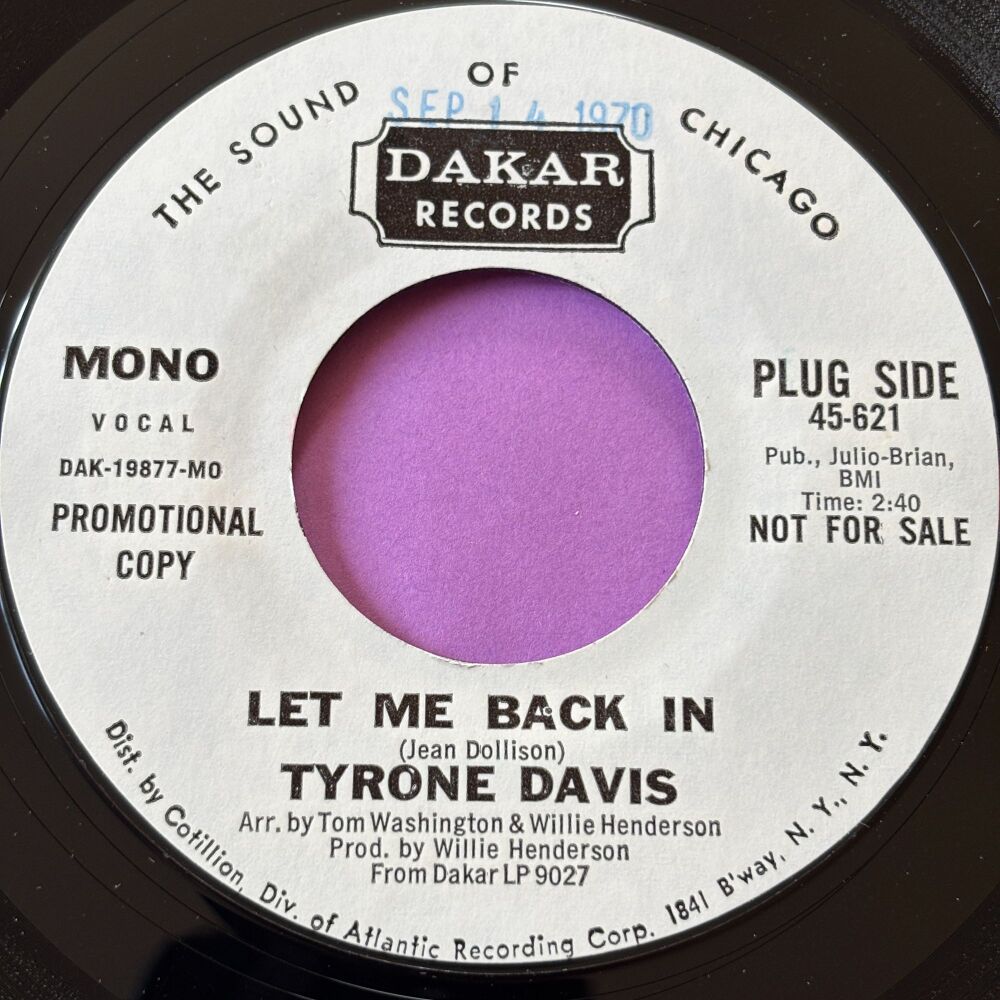 THE SOUND OF CHICAGO
SEP 14 1970
DAKAR
RECORDS
MONO
VOCAL
DAK-19877-MO
PROMOTIONAL
COPY
PLUG SIDE
45-621
Pub., Julio-Brian,
BMI
Time: 2:40
NOT FOR SALE
LET ME BACK IN
(Jean Dollison)
TYRONE DAVIS
Arr. by Tom Washington & Willie Henderson
Prod. by Willie Henderson
From Dakar LP 9027
Dist. by Cotillion, Div. of Atlantic Recording Corp. 1841 B'way, N. Y., N. Y.